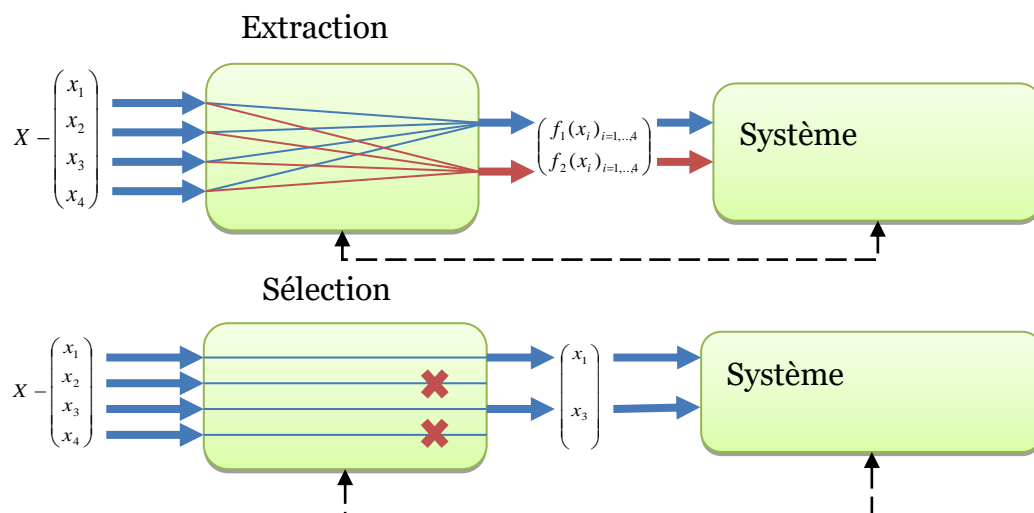 Extraction
X − (x₁ x₂ x₃ x₄)
(f₁(xᵢ)ᵢ₌₁,..,₄ f₂(xᵢ)ᵢ₌₁,..,₄)
Système
Sélection
X − (x₁ x₂ x₃ x₄)
(x₁ x₃)
Système